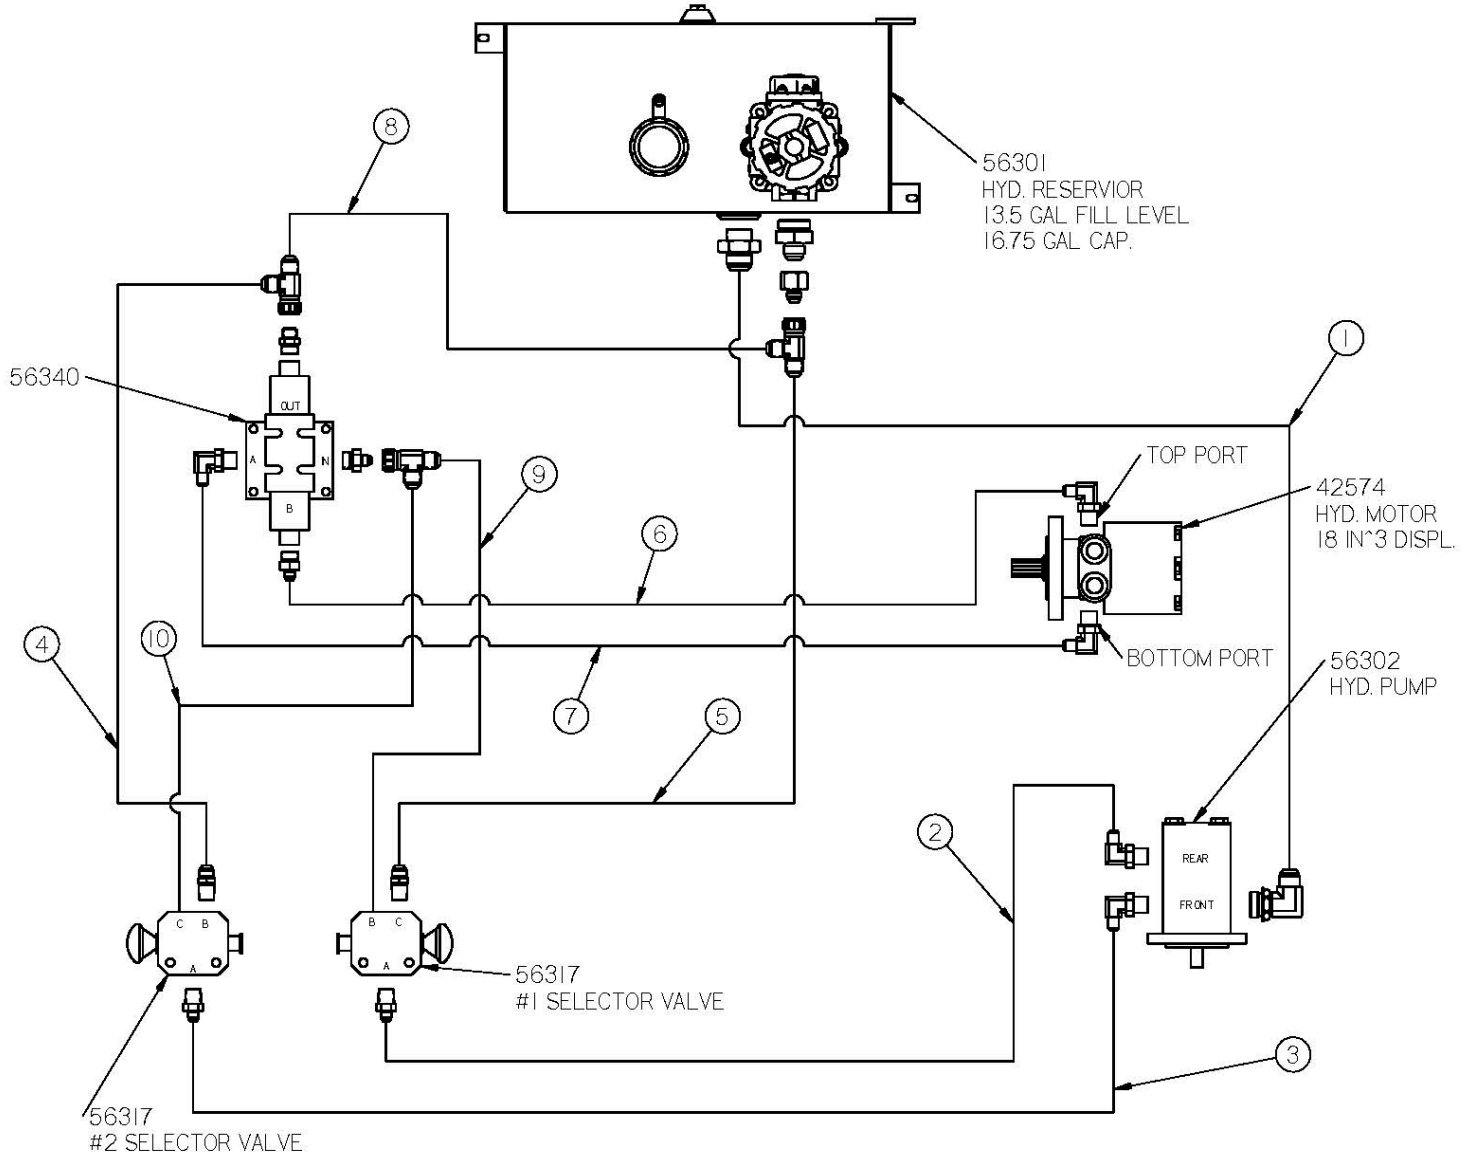 8
56301
HYD. RESERVIOR
13.5 GAL FILL LEVEL
16.75 GAL CAP.
1
56340
OUT
A
N
B
9
TOP PORT
42574
HYD. MOTOR
18 IN^3 DISPL.
6
4
10
7
5
BOTTOM PORT
56302
HYD. PUMP
2
REAR
FRONT
C B
A
B C
A
56317
#1 SELECTOR VALVE
3
56317
#2 SELECTOR VALVE